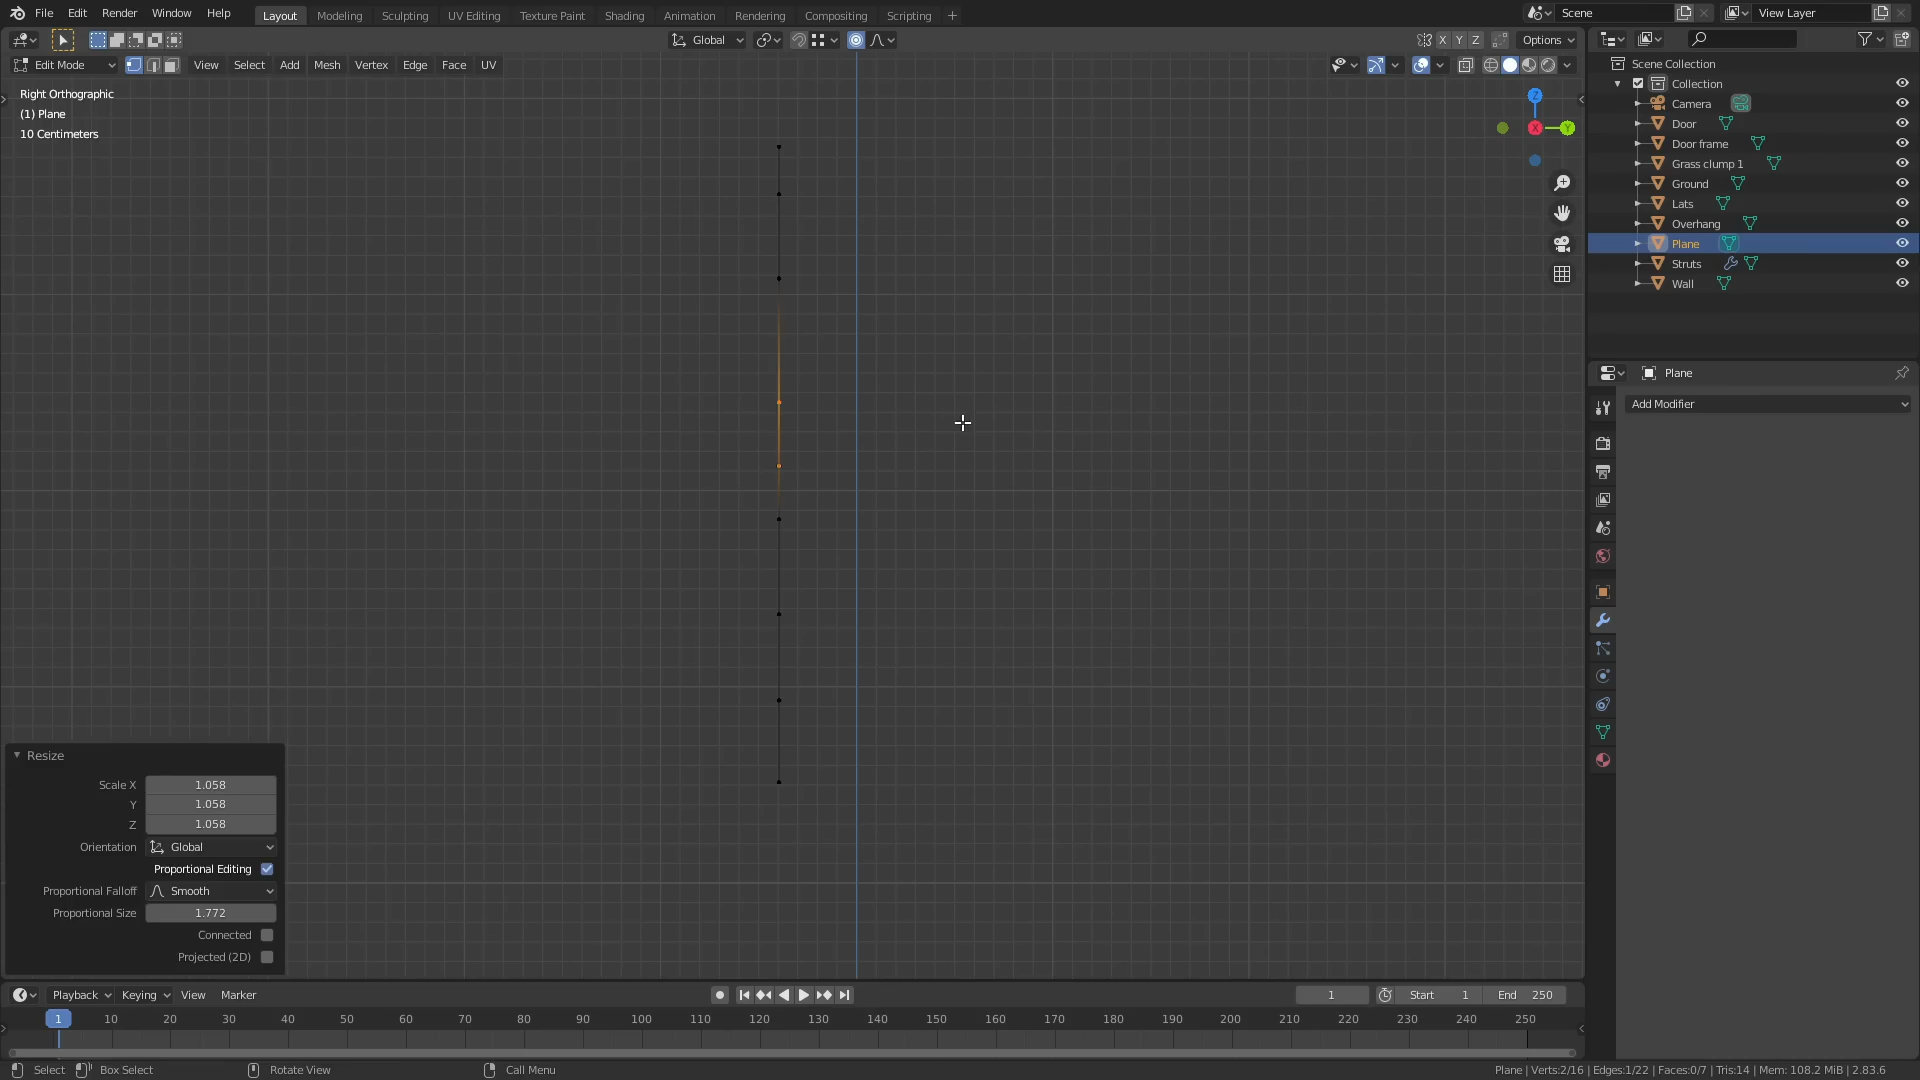 File Edit Render Window Help Layout Modeling Sculpting UV Editing Texture Paint Shading Animation Rendering Compositing Scripting + Scene View Layer
Global X Y Z Options
Edit Mode View Select Add Mesh Vertex Edge Face UV
Right Orthographic
(1) Plane
10 Centimeters
Z
X Y
Scene Collection
Collection
Camera
Door
Door frame
Grass clump 1
Ground
Lats
Overhang
Plane
Struts
Wall
Plane
Add Modifier
Resize
Scale X 1.058
Y 1.058
Z 1.058
Orientation Global
Proportional Editing
Proportional Falloff Smooth
Proportional Size 1.772
Connected
Projected (2D)
Playback Keying View Marker 1 Start 1 End 250
1 10 20 30 40 50 60 70 80 90 100 110 120 130 140 150 160 170 180 190 200 210 220 230 240 250
Select Box Select Rotate View Call Menu Plane | Verts:2/16 | Edges:1/22 | Faces:0/7 | Tris:14 | Mem: 108.2 MiB | 2.83.6